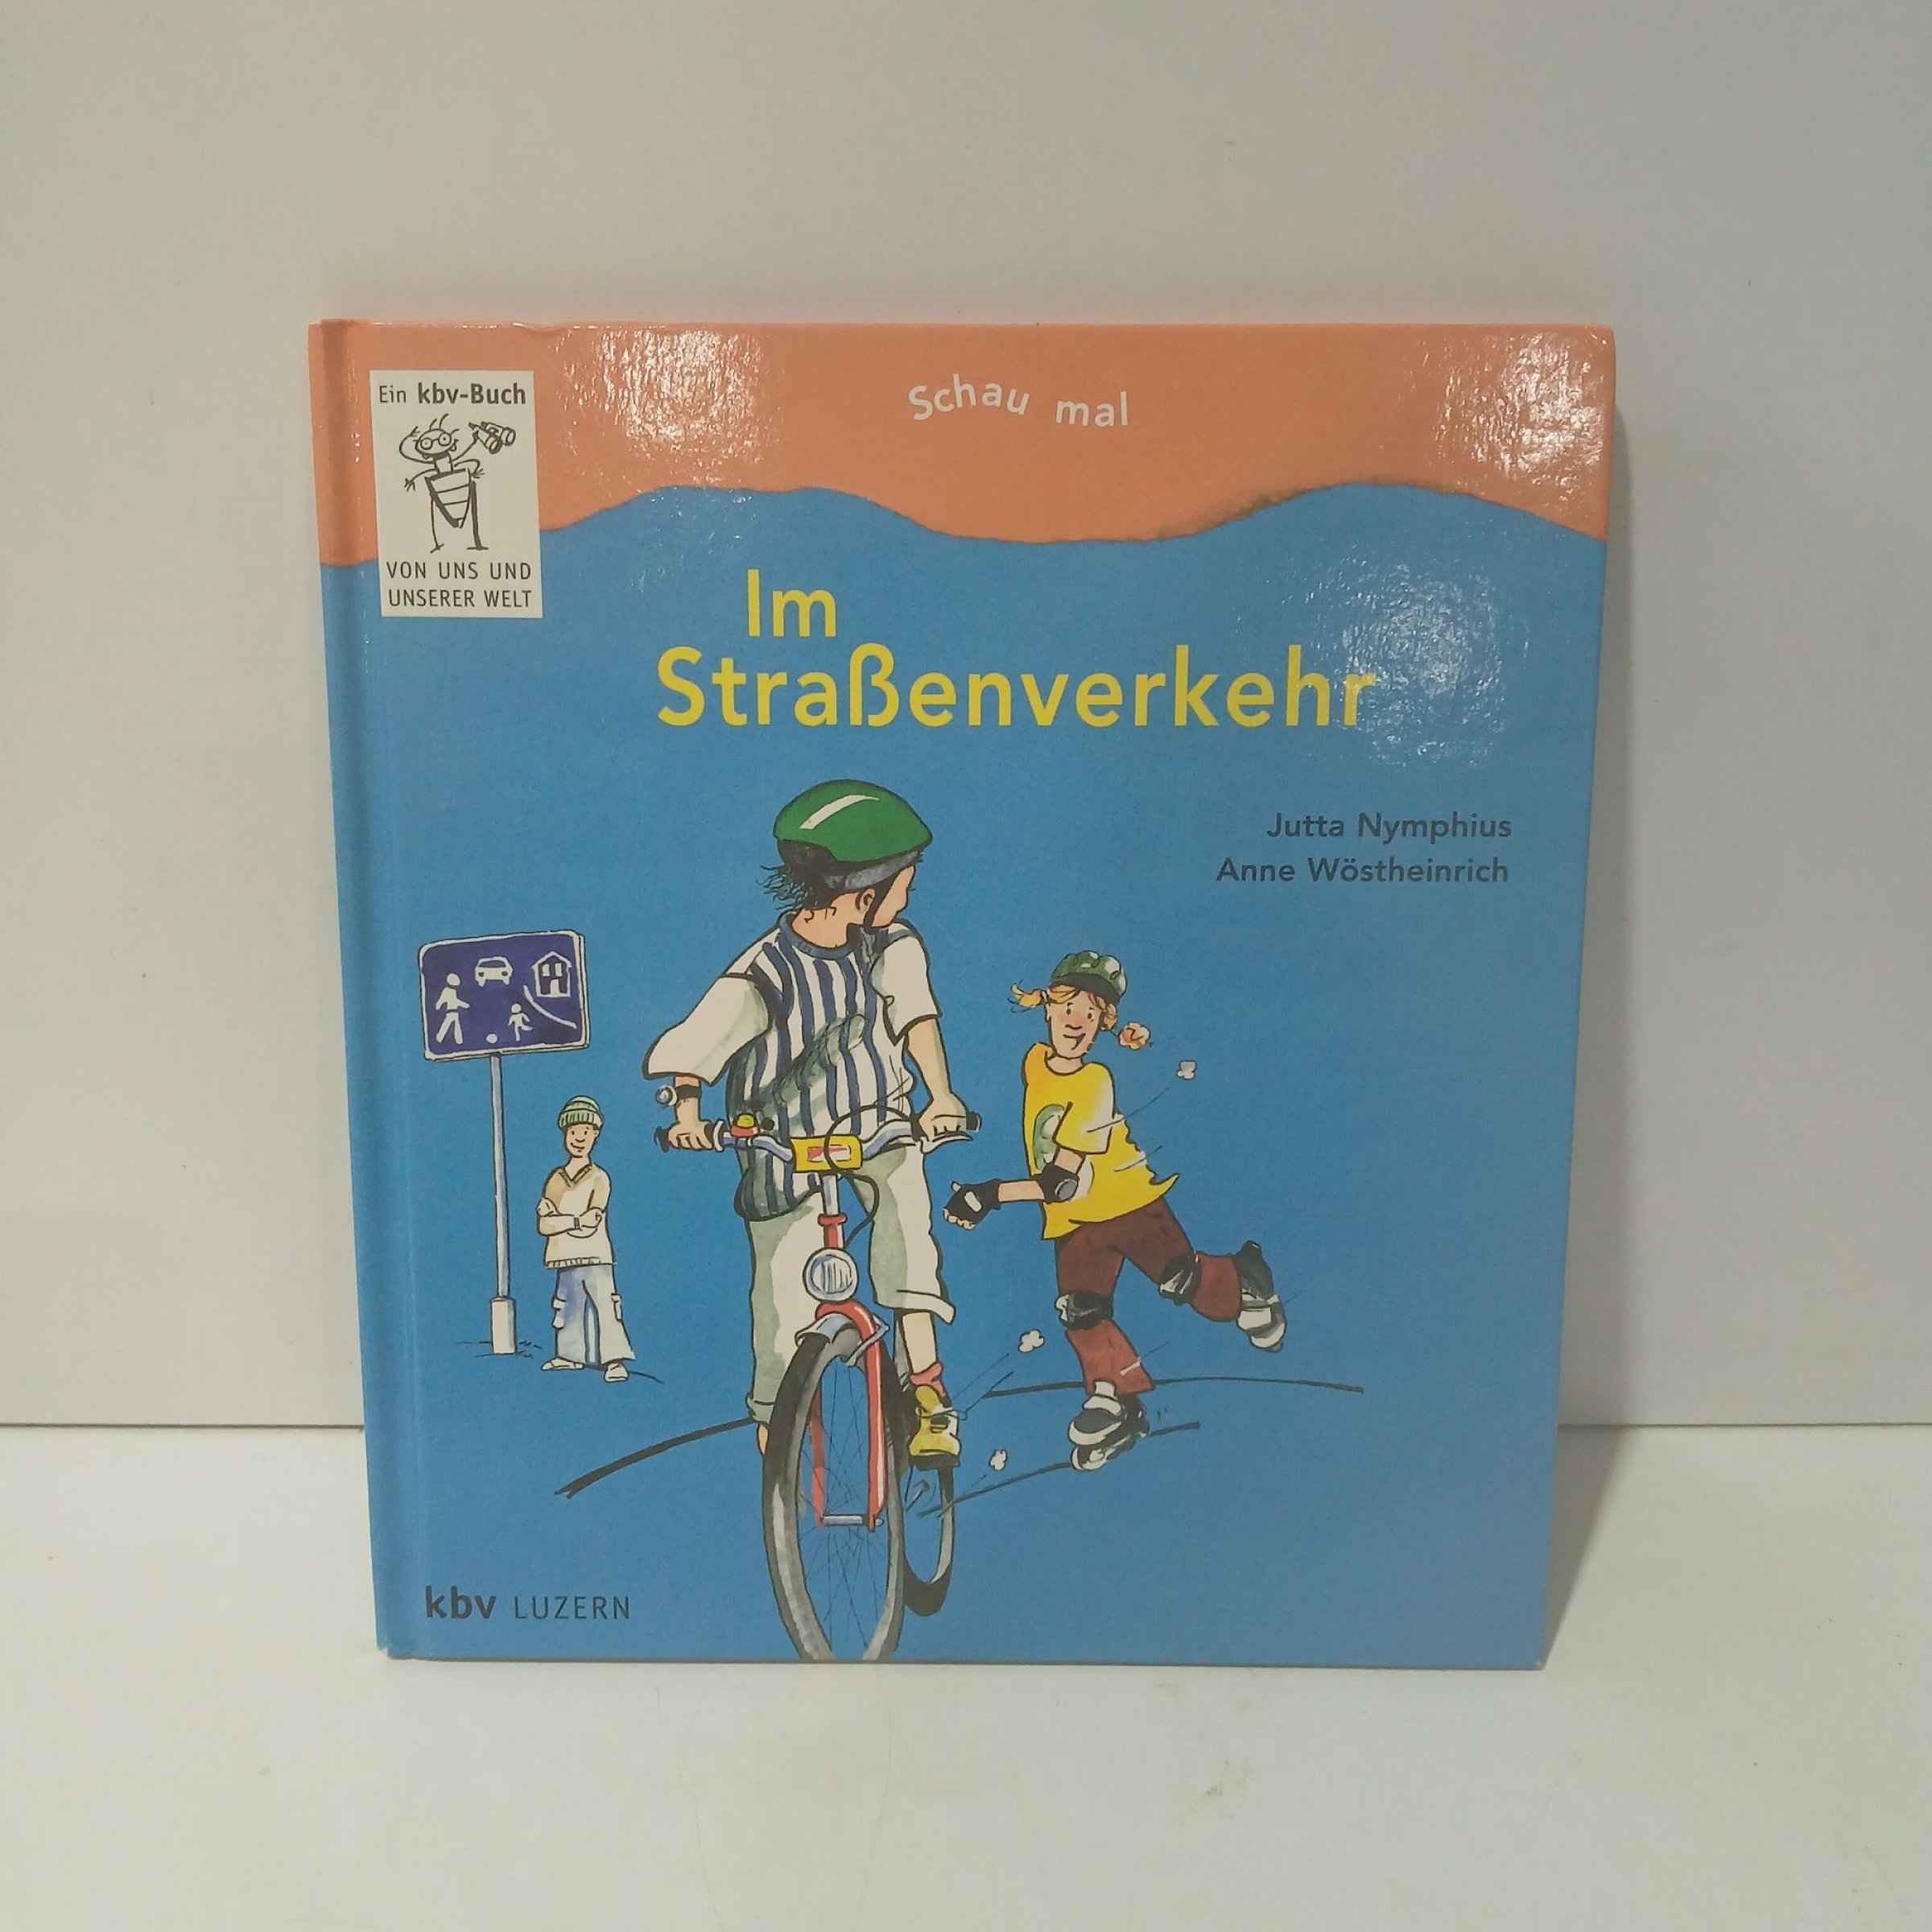 Schau mal
Ein kbv-Buch
VON UNS UND
UNSERER WELT
Im
Straßenverkehr
Jutta Nymphius
Anne Wöstheinrich
kbv LUZERN